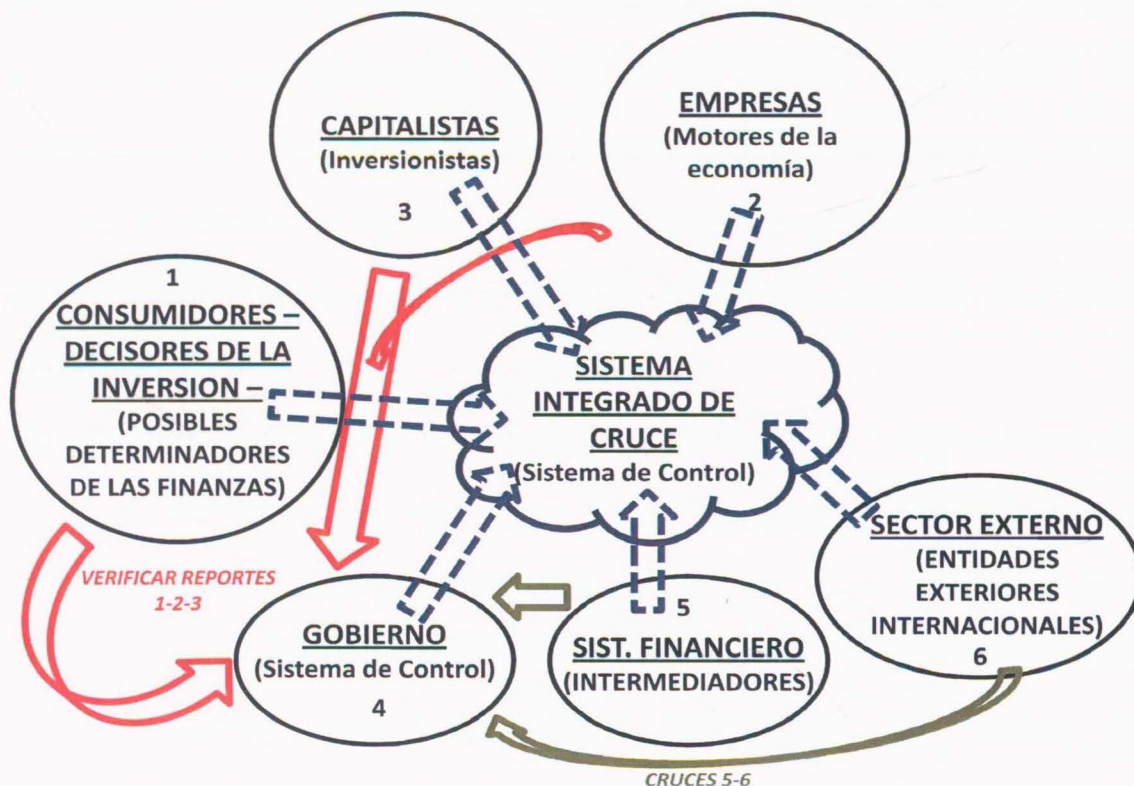 CAPITALISTAS
(Inversionistas)
3
EMPRESAS
(Motores de la
economía)
2
1
CONSUMIDORES –
DECISORES DE LA
INVERSION –
(POSIBLES
DETERMINADORES
DE LAS FINANZAS)
SISTEMA
INTEGRADO DE
CRUCE
(Sistema de Control)
SECTOR EXTERNO
(ENTIDADES
EXTERIORES
INTERNACIONALES)
6
VERIFICAR REPORTES
1-2-3
GOBIERNO
(Sistema de Control)
4
5
SIST. FINANCIERO
(INTERMEDIADORES)
CRUCES 5-6